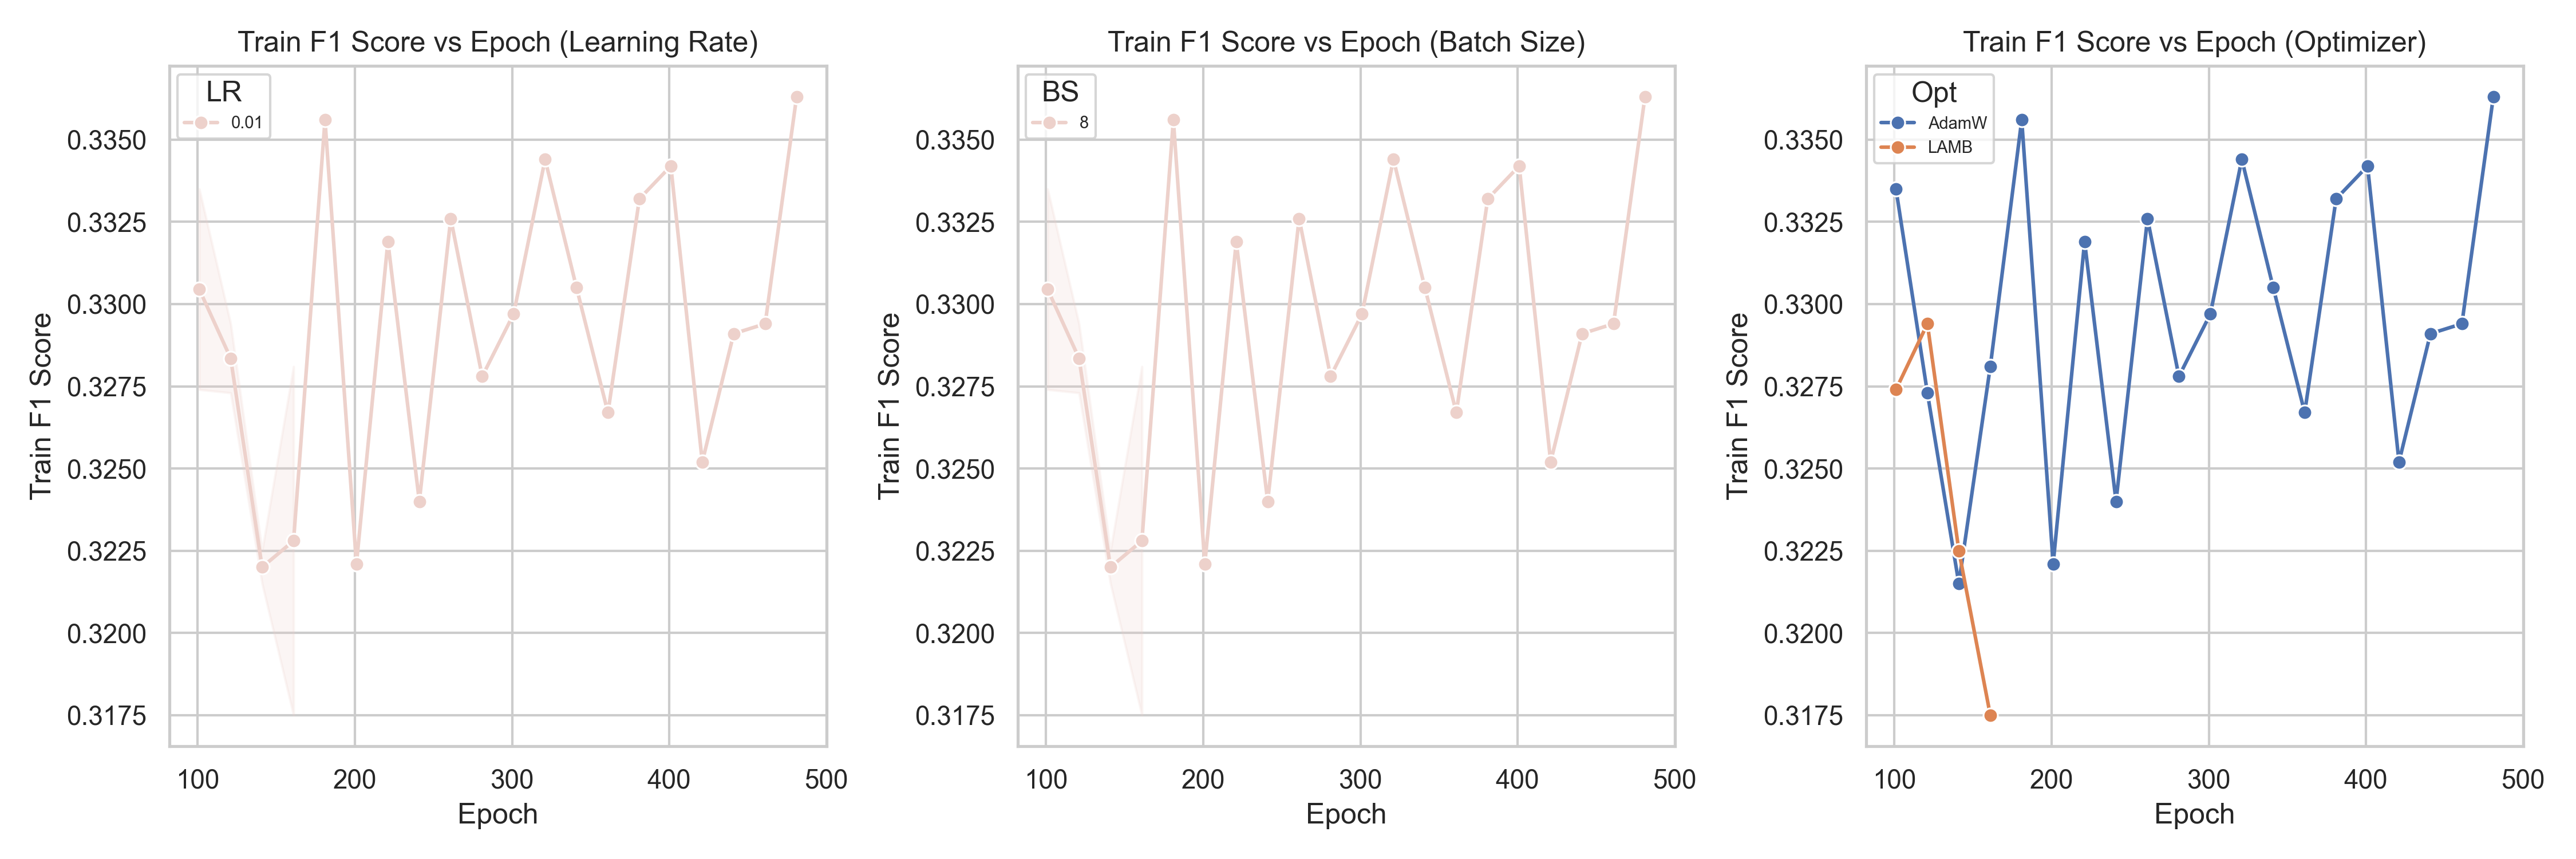 Train F1 Score vs Epoch (Learning Rate)
LR
0.01
0.3350
0.3325
0.3300
0.3275
0.3250
0.3225
0.3200
0.3175
Train F1 Score
100
200
300
400
500
Epoch
Train F1 Score vs Epoch (Batch Size)
BS
8
0.3350
0.3325
0.3300
0.3275
0.3250
0.3225
0.3200
0.3175
Train F1 Score
100
200
300
400
500
Epoch
Train F1 Score vs Epoch (Optimizer)
Opt
AdamW
LAMB
0.3350
0.3325
0.3300
0.3275
0.3250
0.3225
0.3200
0.3175
Train F1 Score
100
200
300
400
500
Epoch